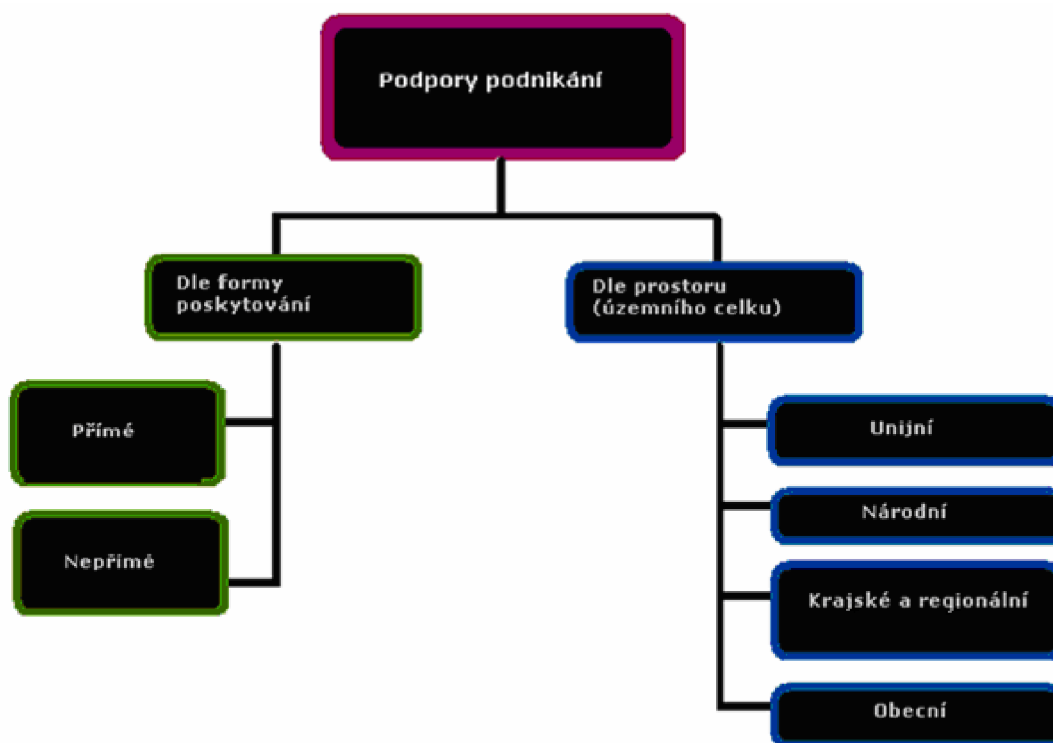 Podpory podnikání
Dle formy
poskytování
Přímé
Nepřímé
Dle prostoru
(územního celku)
Unijní
Národní
Krajské a regionální
Obecní